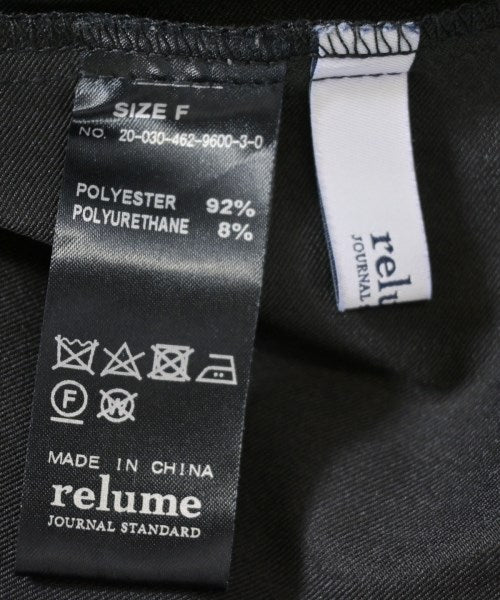 SIZE F
NO. 20-030-462-9600-3-0
POLYESTER 92%
POLYURETHANE 8%
F
W
MADE IN CHINA
relume
JOURNAL STANDARD
relume
JOURNAL